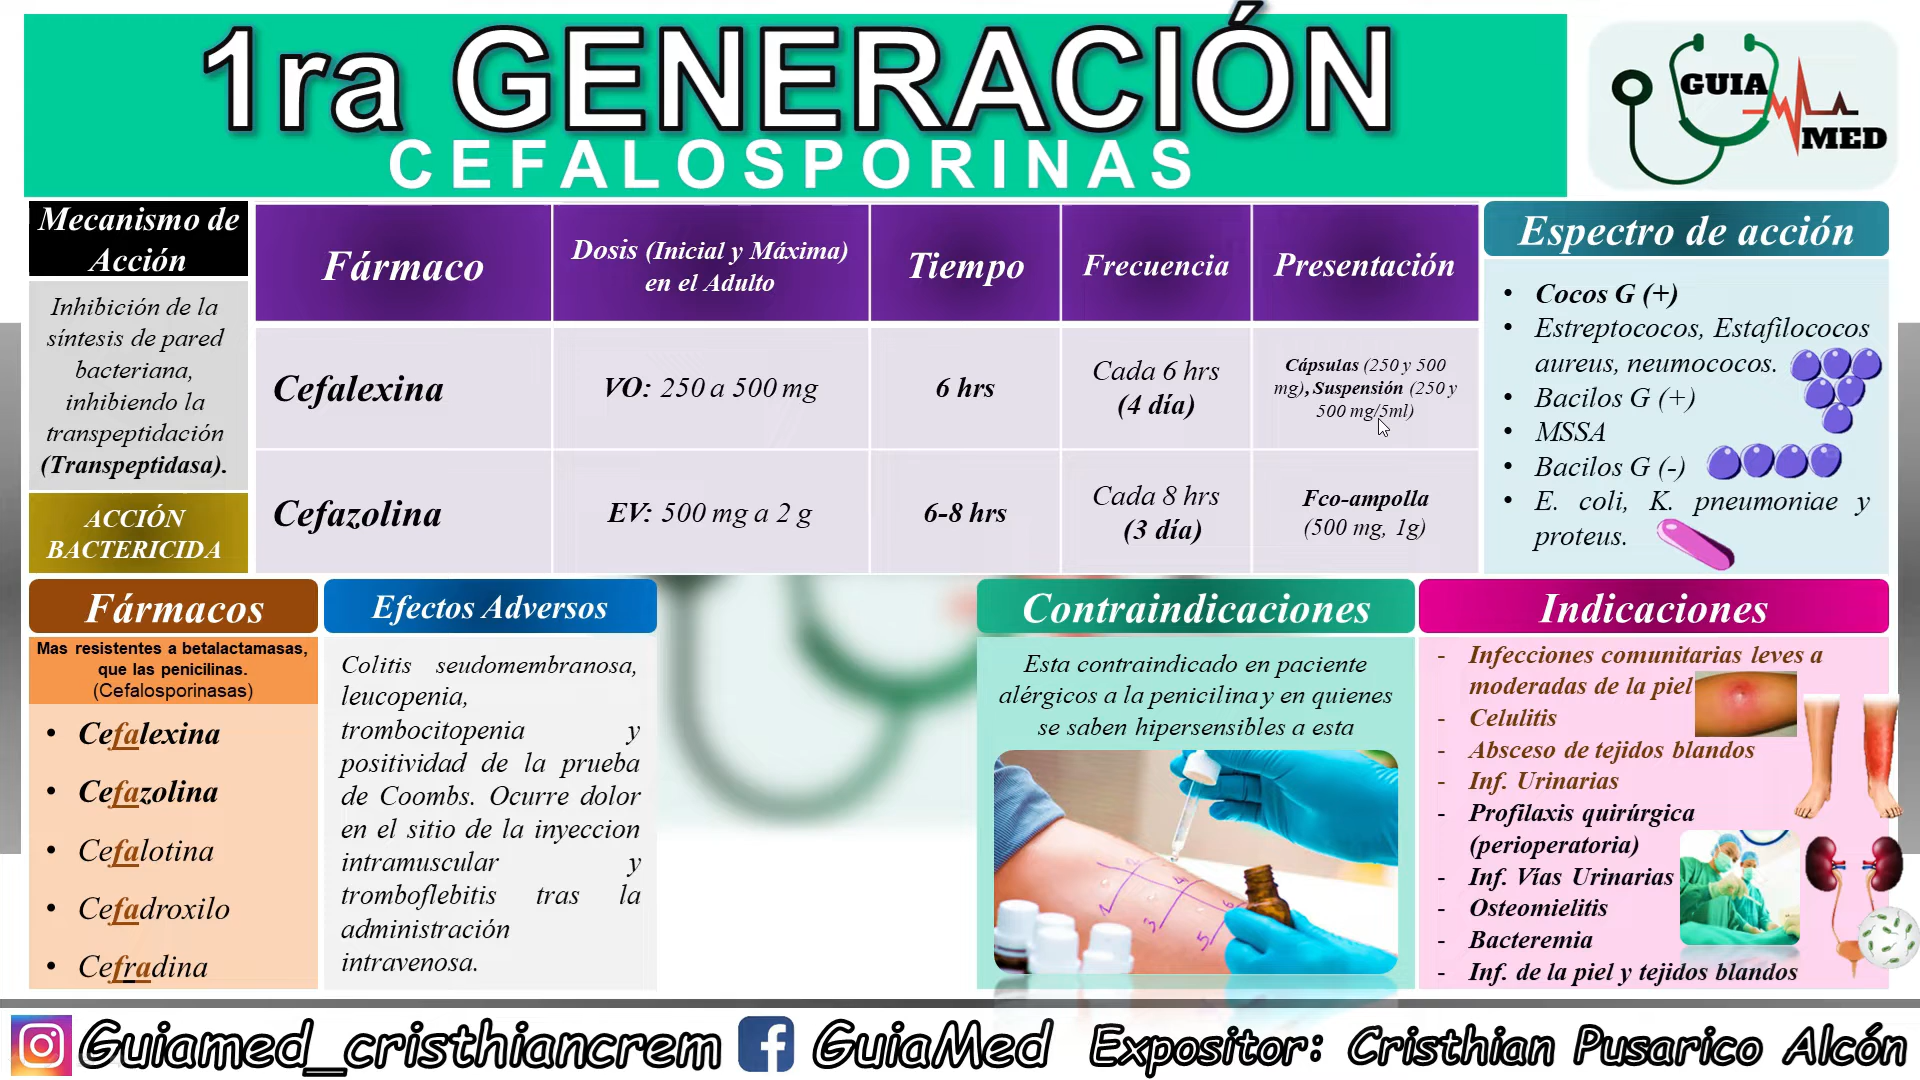 1ra GENERACIÓN
CEFALOSPORINAS
GUIA
MED
Mecanismo de
Acción
Inhibición de la
síntesis de pared
bacteriana,
inhibiendo la
transpeptidación
(Transpeptidasa).
ACCIÓN
BACTERICIDA
Fármaco
Dosis (Inicial y Máxima)
en el Adulto
Tiempo
Frecuencia
Presentación
Cefalexina
VO: 250 a 500 mg
6 hrs
Cada 6 hrs
(4 día)
Cápsulas (250 y 500
mg), Suspensión (250 y
500 mg/5ml)
Cefazolina
EV: 500 mg a 2 g
6-8 hrs
Cada 8 hrs
(3 día)
Fco-ampolla
(500 mg, 1g)
Espectro de acción
• Cocos G (+)
• Estreptococos, Estafilococos
aureus, neumococos.
• Bacilos G (+)
• MSSA
• Bacilos G (-)
• E. coli, K. pneumoniae y
proteus.
Fármacos
Mas resistentes a betalactamasas,
que las penicilinas.
(Cefalosporinasas)
• Cefalexina
• Cefazolina
• Cefalotina
• Cefadroxilo
• Cefradina
Efectos Adversos
Colitis seudomembranosa,
leucopenia,
trombocitopenia y
positividad de la prueba
de Coombs. Ocurre dolor
en el sitio de la inyeccion
intramuscular y
tromboflebitis tras la
administración
intravenosa.
Contraindicaciones
Esta contraindicado en paciente
alérgicos a la penicilina y en quienes
se saben hipersensibles a esta
1 2 3 4 5 6
Indicaciones
- Infecciones comunitarias leves a
moderadas de la piel
- Celulitis
- Absceso de tejidos blandos
- Inf. Urinarias
- Profilaxis quirúrgica
(perioperatoria)
- Inf. Vías Urinarias
- Osteomielitis
- Bacteremia
- Inf. de la piel y tejidos blandos
Guiamed_cristhiancrem GuiaMed Expositor: Cristhian Pusarico Alcón